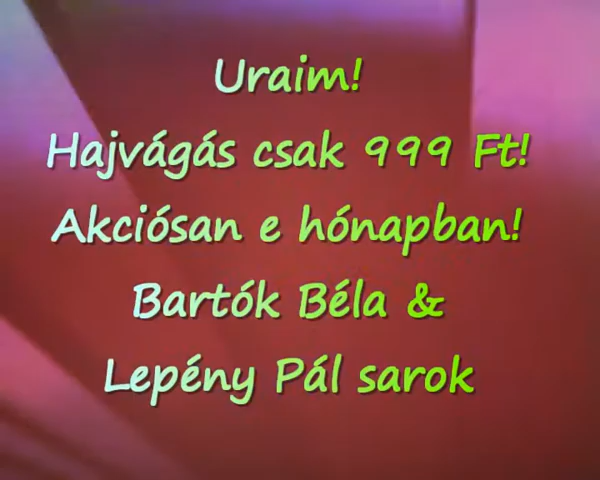 Uraim!
Hajvágás csak 999 Ft!
Akciósan e hónapban!
Bartók Béla &
Lepény Pál sarok